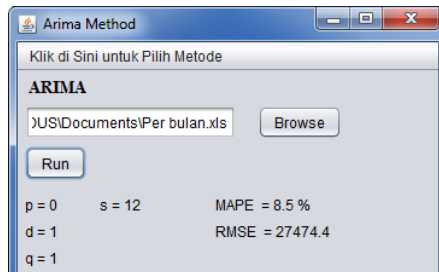 Arima Method
Klik di Sini untuk Pilih Metode
ARIMA
OUS\Documents\Per bulan.xls Browse
Run
p = 0 s = 12 MAPE = 8.5 %
d = 1 RMSE = 27474.4
q = 1